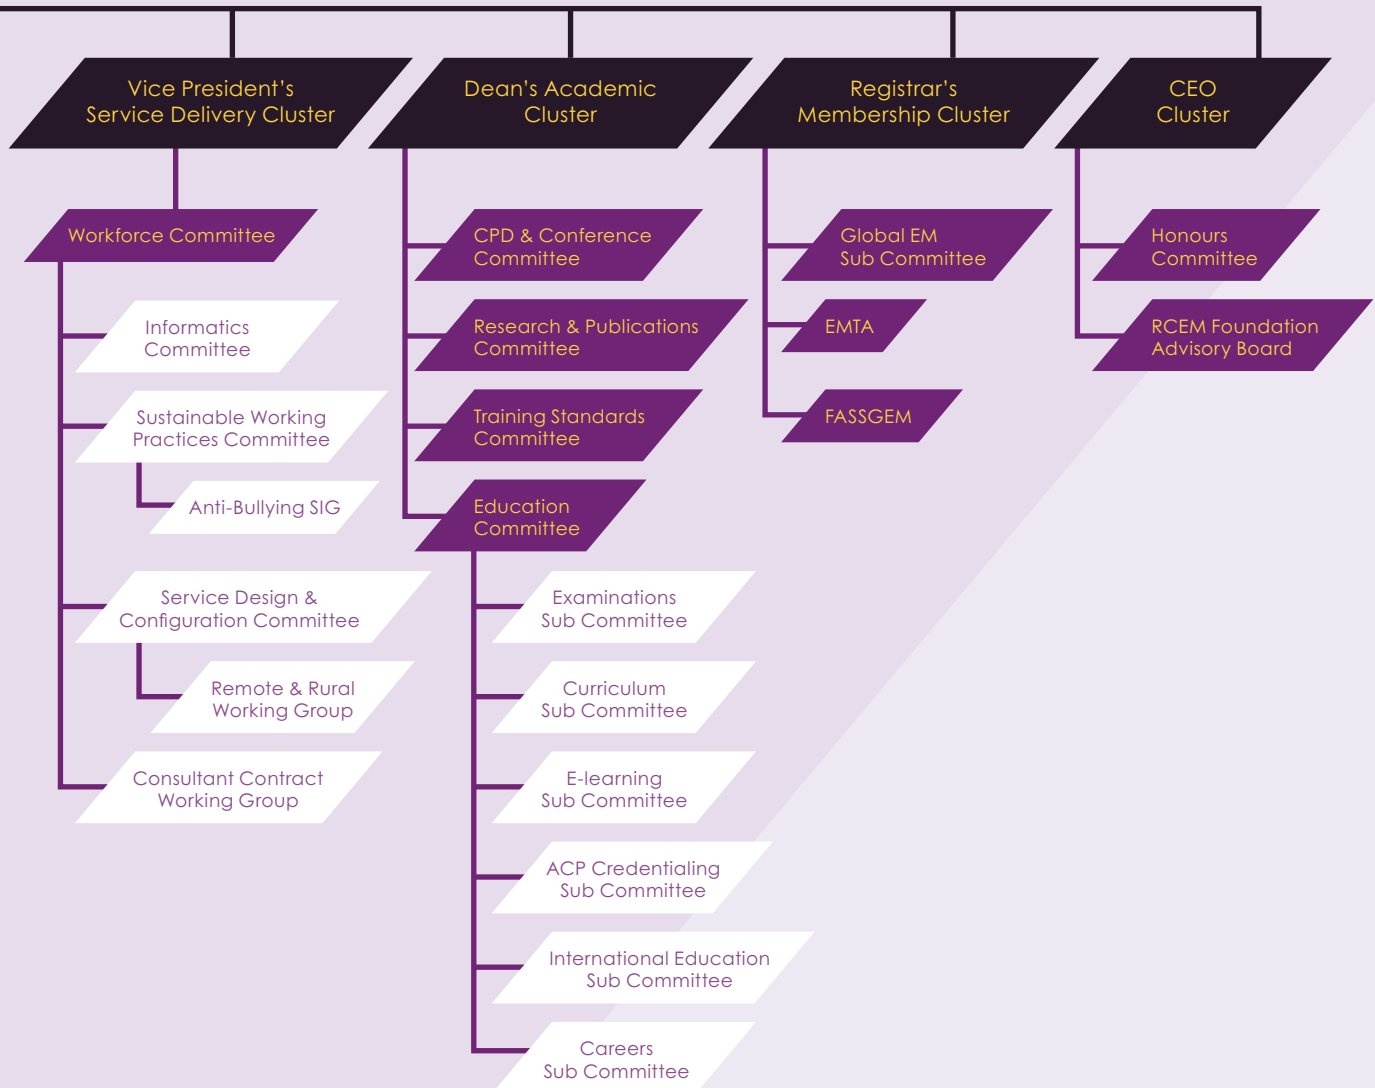 Vice President's
Service Delivery Cluster
Workforce Committee
Informatics
Committee
Sustainable Working
Practices Committee
Anti-Bullying SIG
Service Design &
Configuration Committee
Remote & Rural
Working Group
Consultant Contract
Working Group
Dean's Academic
Cluster
CPD & Conference
Committee
Research & Publications
Committee
Training Standards
Committee
Education
Committee
Examinations
Sub Committee
Curriculum
Sub Committee
E-learning
Sub Committee
ACP Credentialing
Sub Committee
International Education
Sub Committee
Careers
Sub Committee
Registrar's
Membership Cluster
Global EM
Sub Committee
EMTA
FASSGEM
CEO
Cluster
Honours
Committee
RCEM Foundation
Advisory Board